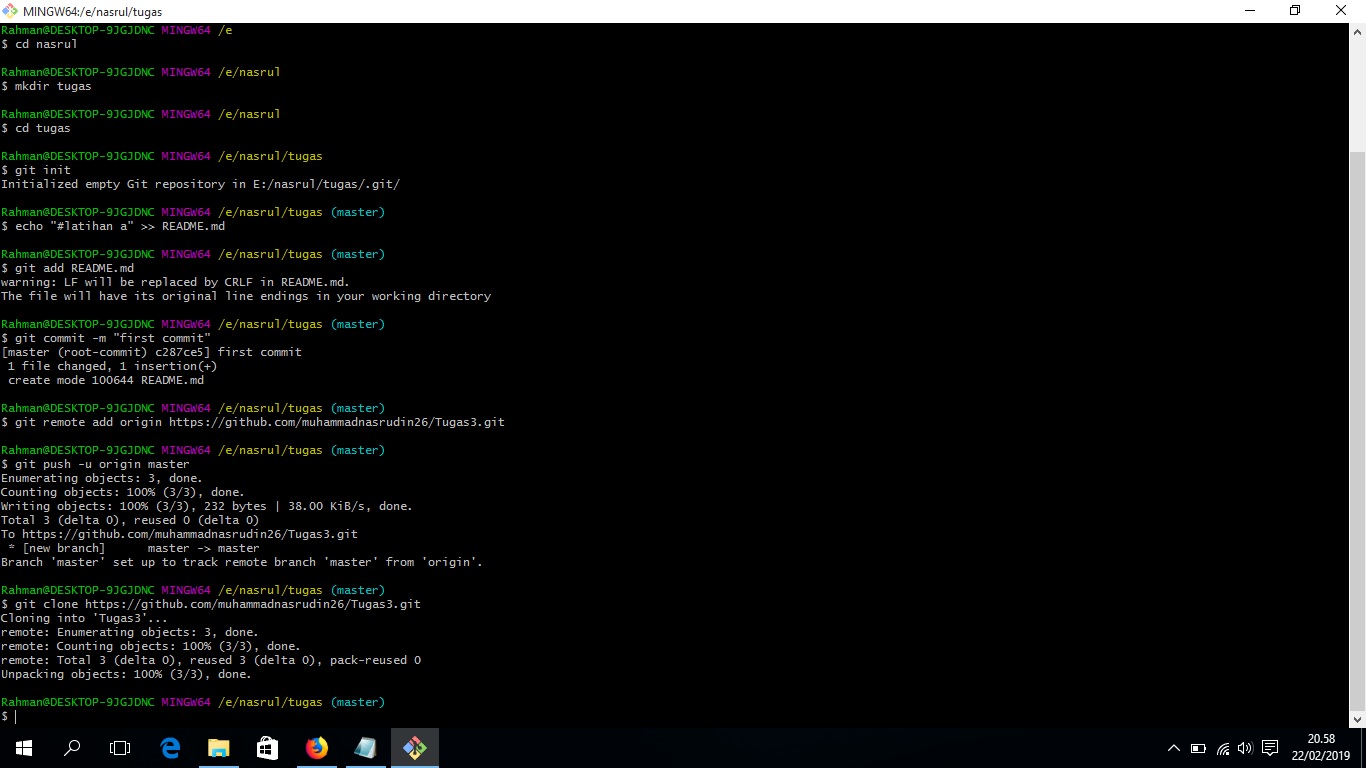 MINGW64:/e/nasrul/tugas
Rahman@DESKTOP-9JGJDNC MINGW64 /e
$ cd nasrul
Rahman@DESKTOP-9JGJDNC MINGW64 /e/nasrul
$ mkdir tugas
Rahman@DESKTOP-9JGJDNC MINGW64 /e/nasrul
$ cd tugas
Rahman@DESKTOP-9JGJDNC MINGW64 /e/nasrul/tugas
$ git init
Initialized empty Git repository in E:/nasrul/tugas/.git/
Rahman@DESKTOP-9JGJDNC MINGW64 /e/nasrul/tugas (master)
$ echo "#latihan a" >> README.md
Rahman@DESKTOP-9JGJDNC MINGW64 /e/nasrul/tugas (master)
$ git add README.md
warning: LF will be replaced by CRLF in README.md.
The file will have its original line endings in your working directory
Rahman@DESKTOP-9JGJDNC MINGW64 /e/nasrul/tugas (master)
$ git commit -m "first commit"
[master (root-commit) c287ce5] first commit
 1 file changed, 1 insertion(+)
 create mode 100644 README.md
Rahman@DESKTOP-9JGJDNC MINGW64 /e/nasrul/tugas (master)
$ git remote add origin https://github.com/muhammadnasrudin26/Tugas3.git
Rahman@DESKTOP-9JGJDNC MINGW64 /e/nasrul/tugas (master)
$ git push -u origin master
Enumerating objects: 3, done.
Counting objects: 100% (3/3), done.
Writing objects: 100% (3/3), 232 bytes | 38.00 KiB/s, done.
Total 3 (delta 0), reused 0 (delta 0)
To https://github.com/muhammadnasrudin26/Tugas3.git
 * [new branch]      master -> master
Branch 'master' set up to track remote branch 'master' from 'origin'.
Rahman@DESKTOP-9JGJDNC MINGW64 /e/nasrul/tugas (master)
$ git clone https://github.com/muhammadnasrudin26/Tugas3.git
Cloning into 'Tugas3'...
remote: Enumerating objects: 3, done.
remote: Counting objects: 100% (3/3), done.
remote: Total 3 (delta 0), reused 3 (delta 0), pack-reused 0
Unpacking objects: 100% (3/3), done.
Rahman@DESKTOP-9JGJDNC MINGW64 /e/nasrul/tugas (master)
$
20.58
22/02/2019